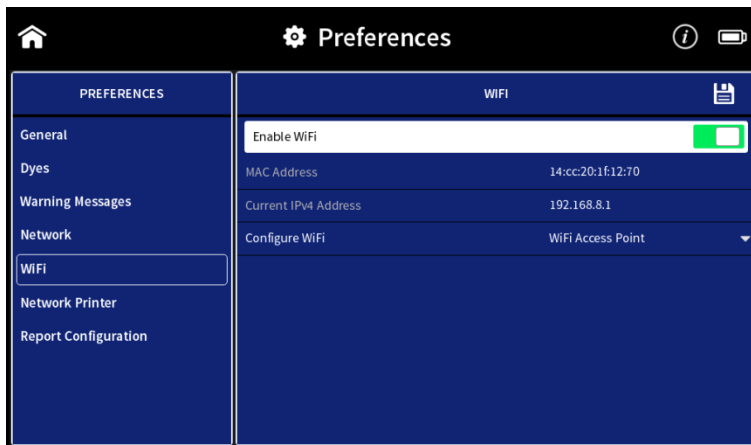 Preferences
i
PREFERENCES
WIFI
General
Enable WiFi
Dyes
MAC Address 14:cc:20:1f:12:70
Warning Messages
Current IPv4 Address 192.168.8.1
Network
Configure WiFi WiFi Access Point
WiFi
Network Printer
Report Configuration